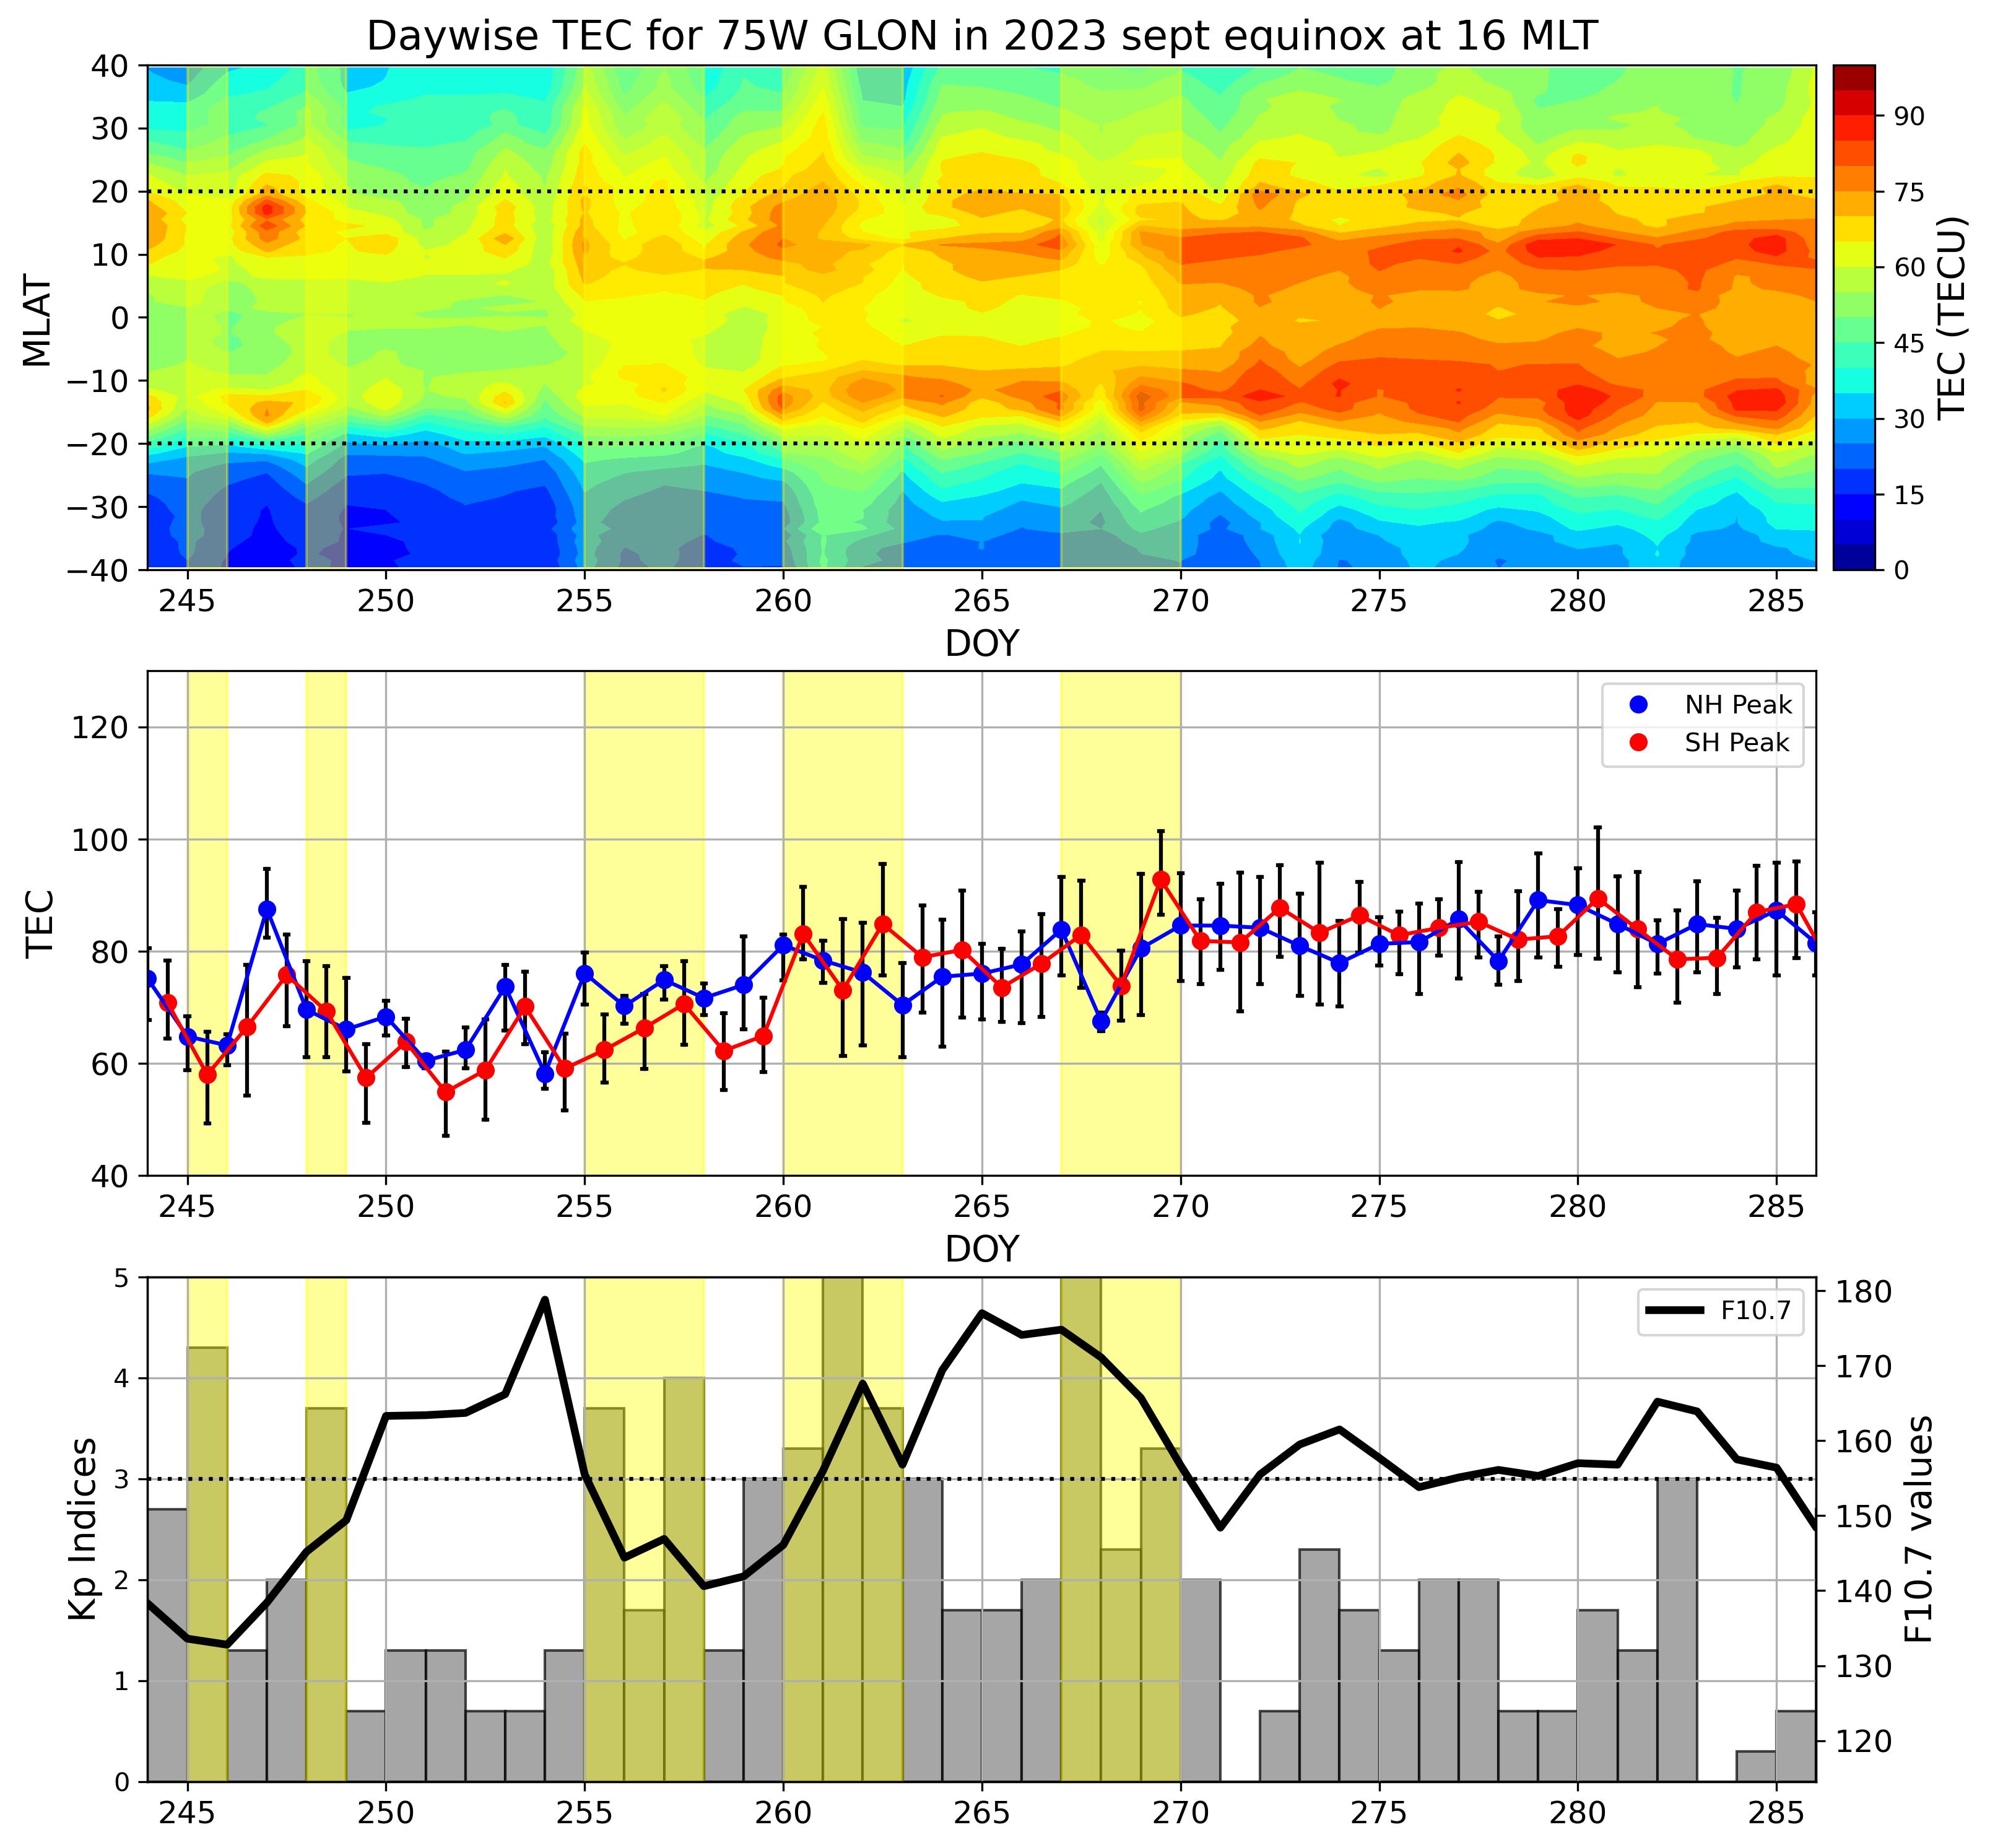 Daywise TEC for 75W GLON in 2023 sept equinox at 16 MLT
40
30
20
10
0
−10
−20
−30
−40
MLAT
245 250 255 260 265 270 275 280 285
DOY
90
75
60
45
30
15
0
TEC (TECU)
120
100
80
60
40
TEC
NH Peak
SH Peak
245 250 255 260 265 270 275 280 285
DOY
5
4
3
2
1
0
Kp Indices
F10.7
180
170
160
150
140
130
120
F10.7 values
245 250 255 260 265 270 275 280 285